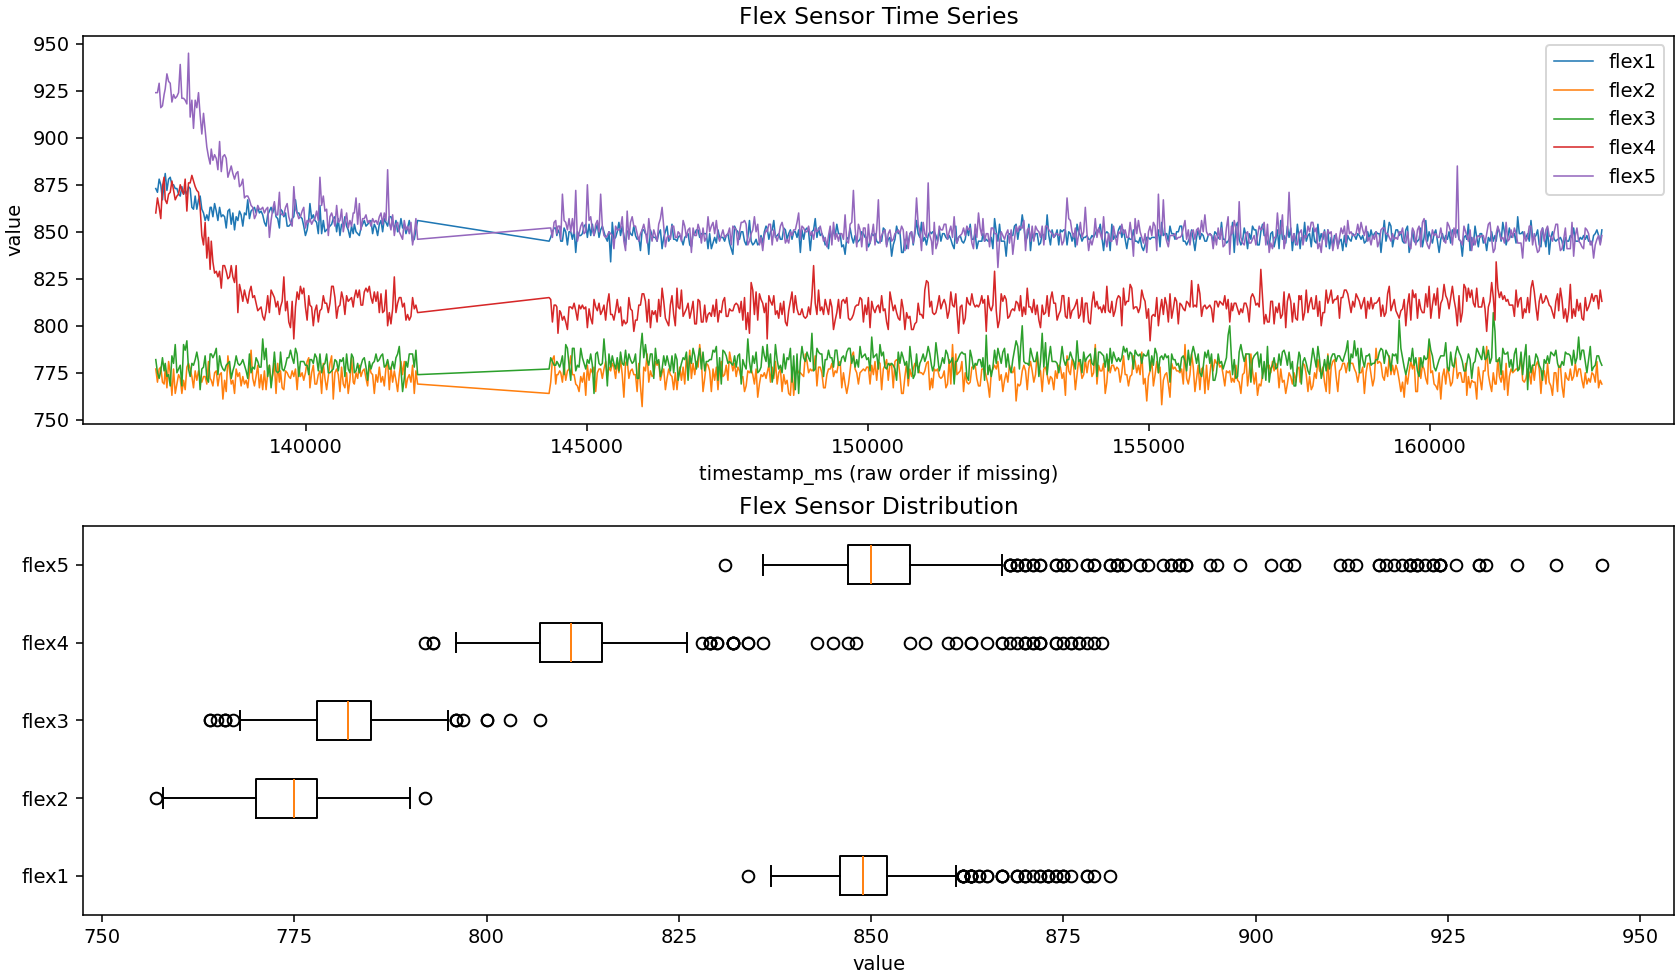 Flex Sensor Time Series
950
925
900
875
850
825
800
775
750
value
flex1
flex2
flex3
flex4
flex5
140000 145000 150000 155000 160000
timestamp_ms (raw order if missing)
Flex Sensor Distribution
flex5
flex4
flex3
flex2
flex1
750 775 800 825 850 875 900 925 950
value